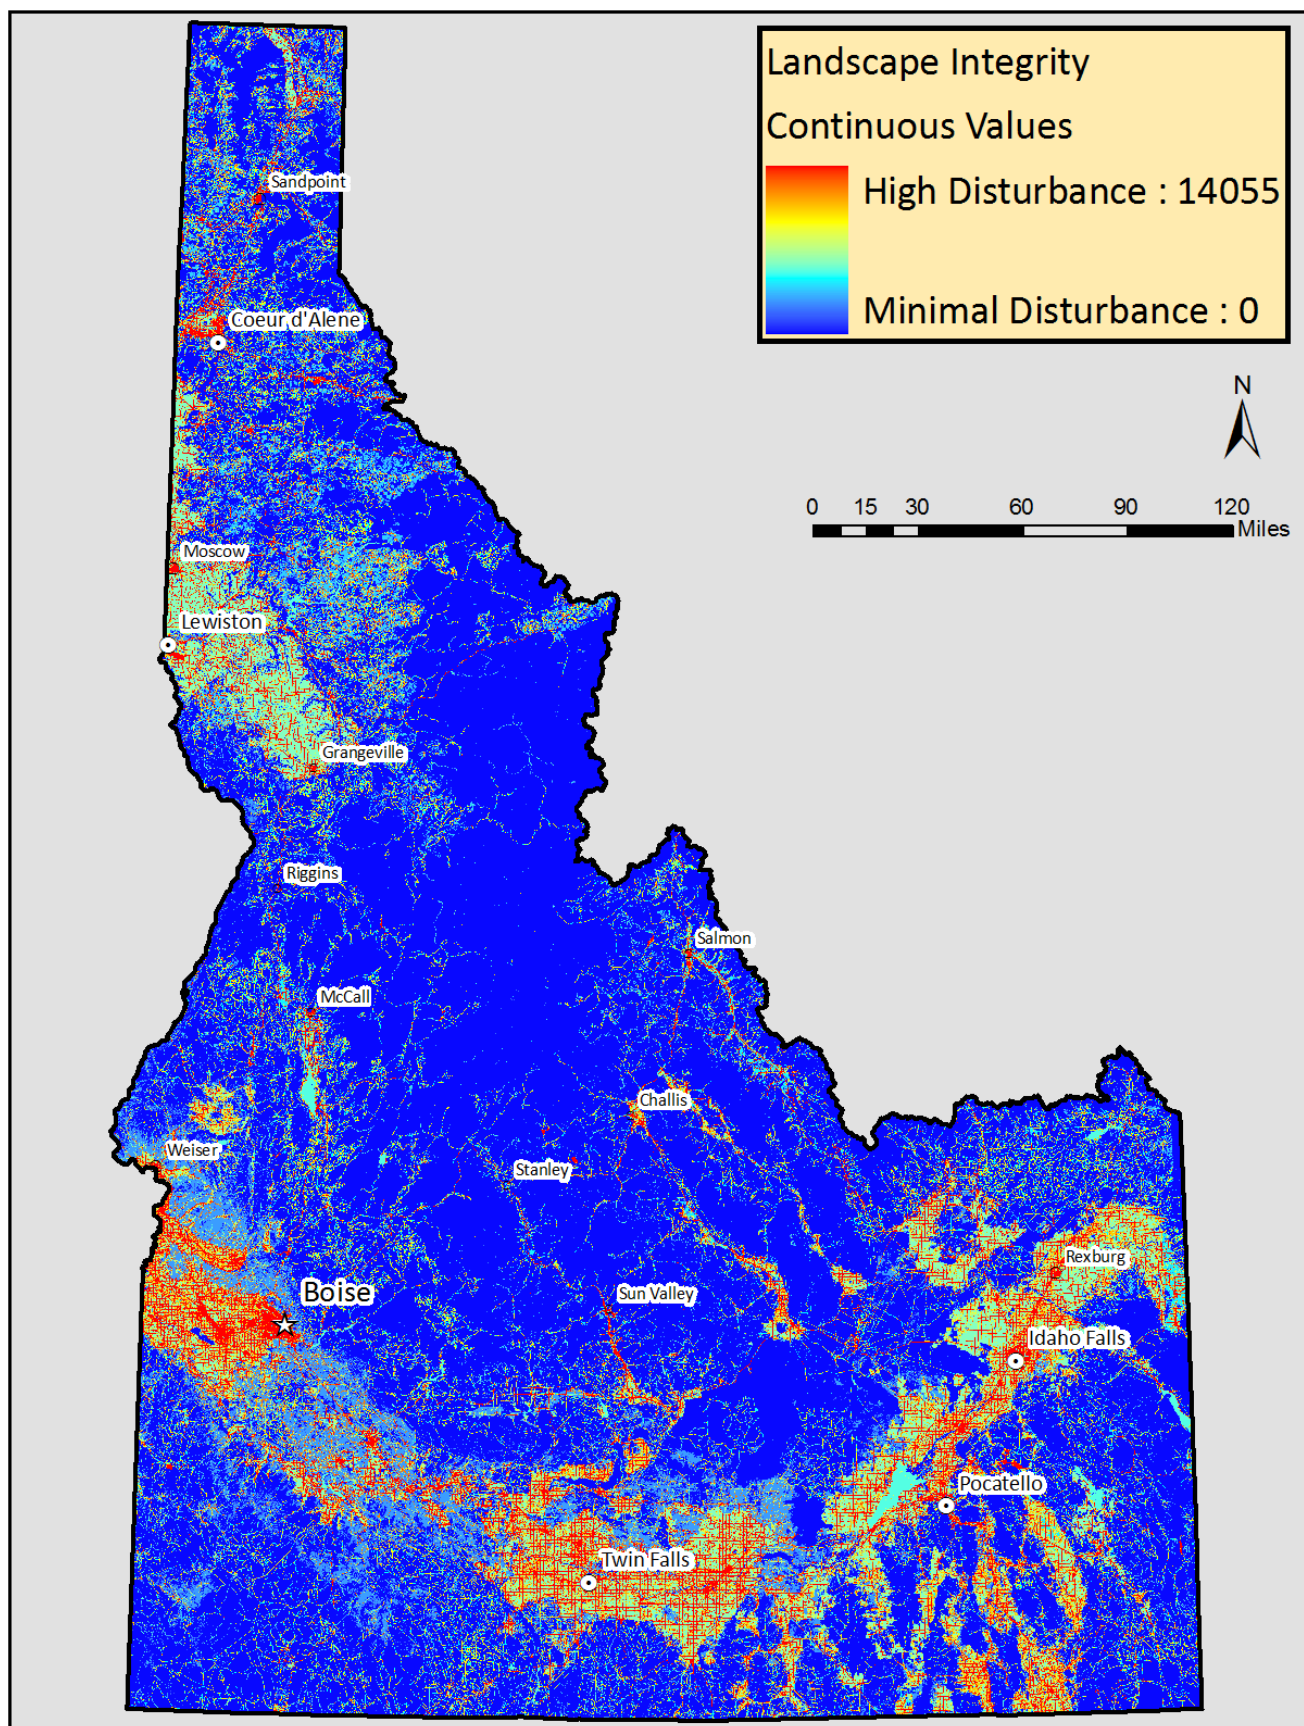 Landscape Integrity
Continuous Values
High Disturbance : 14055
Minimal Disturbance : 0
N
0 15 30 60 90 120
Miles
Sandpoint
Coeur d'Alene
Moscow
Lewiston
Grangeville
Riggins
Salmon
McCall
Challis
Weiser
Stanley
Rexburg
Boise
Sun Valley
Idaho Falls
Pocatello
Twin Falls